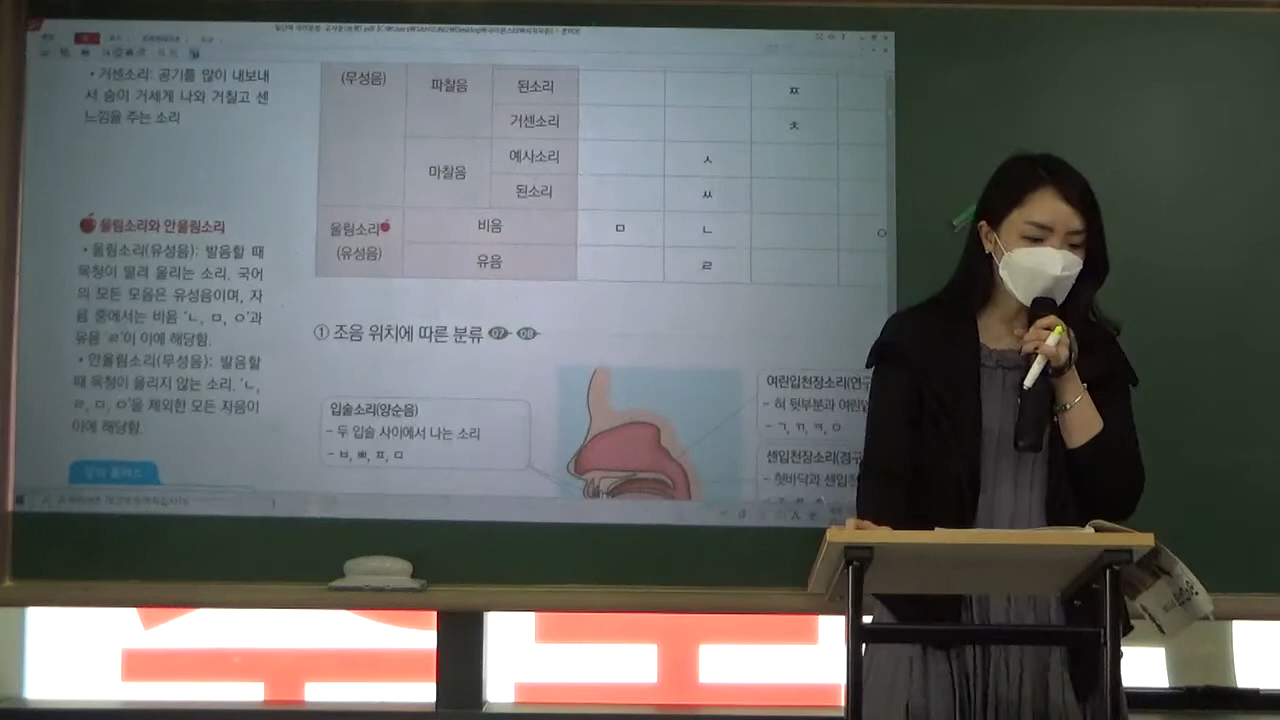 • 거센소리: 공기를 많이 내보내
서 숨이 거세게 나와 거칠고 센
느낌을 주는 소리
울림소리와 안울림소리
• 울림소리(유성음): 발음할 때
목청이 떨려 울리는 소리. 국어
의 모든 모음은 유성음이며, 자
음 중에서는 비음 'ㄴ, ㅁ, ㅇ'과
유음 'ㄹ'이 이에 해당함.
• 안울림소리(무성음): 발음할
때 목청이 울리지 않는 소리. 'ㄴ,
ㄹ, ㅁ, ㅇ'을 제외한 모든 자음이
이에 해당함.
(무성음) 파찰음 된소리 ㅉ
거센소리 ㅊ
마찰음 예사소리 ㅅ
된소리 ㅆ
울림소리 비음 ㅁ ㄴ ㅇ
(유성음) 유음 ㄹ
① 조음 위치에 따른 분류 07 - 08
입술소리(양순음)
- 두 입술 사이에서 나는 소리
- ㅂ, ㅃ, ㅍ, ㅁ
여린입천장소리(연구
- 혀 뒷부분과 여린입
- ㄱ, ㄲ, ㅋ, ㅇ
센입천장소리(경구
- 혓바닥과 센입천